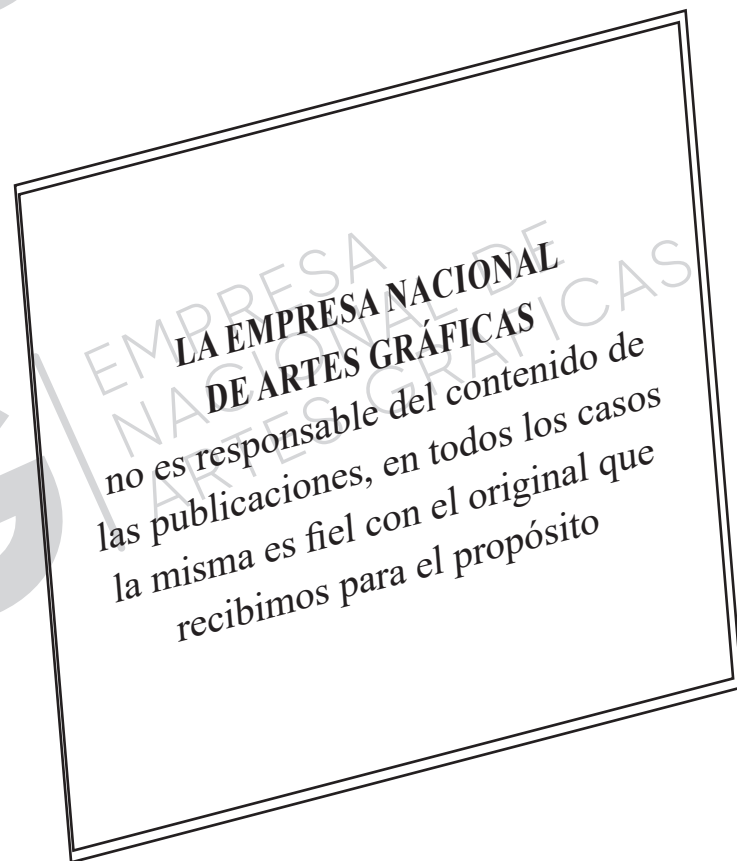 EMPRESA
NACIONAL DE
ARTES GRÁFICAS
LA EMPRESA NACIONAL
DE ARTES GRÁFICAS
no es responsable del contenido de
las publicaciones, en todos los casos
la misma es fiel con el original que
recibimos para el propósito